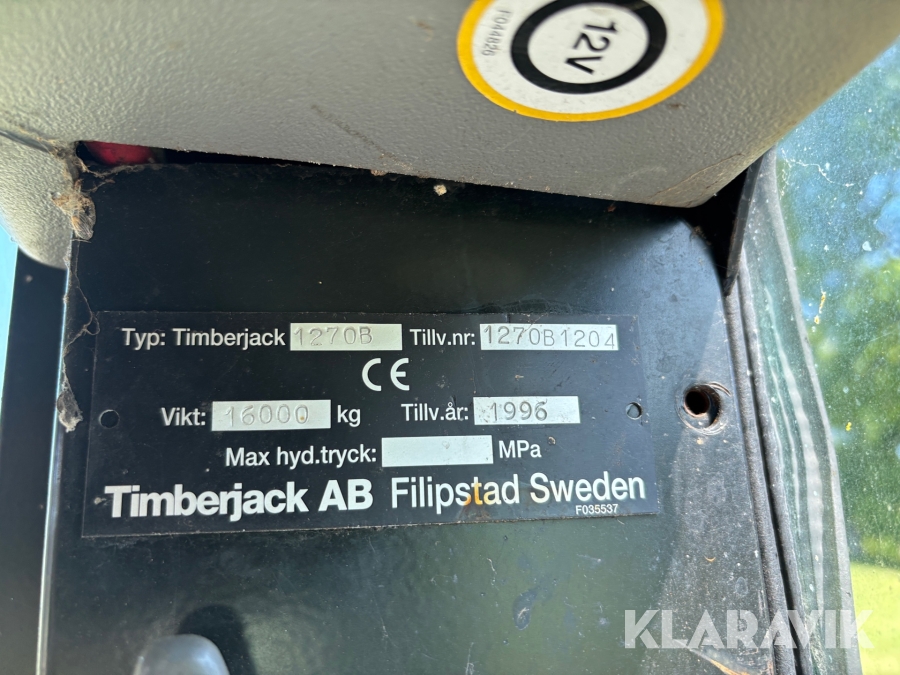 12V
F044826
Typ: Timberjack 1270B Tillv.nr: 1270B1204
CE
Vikt: 16000 kg Tillv.år: 1996
Max hyd.tryck: MPa
Timberjack AB Filipstad Sweden
F035537
KLARAVIK